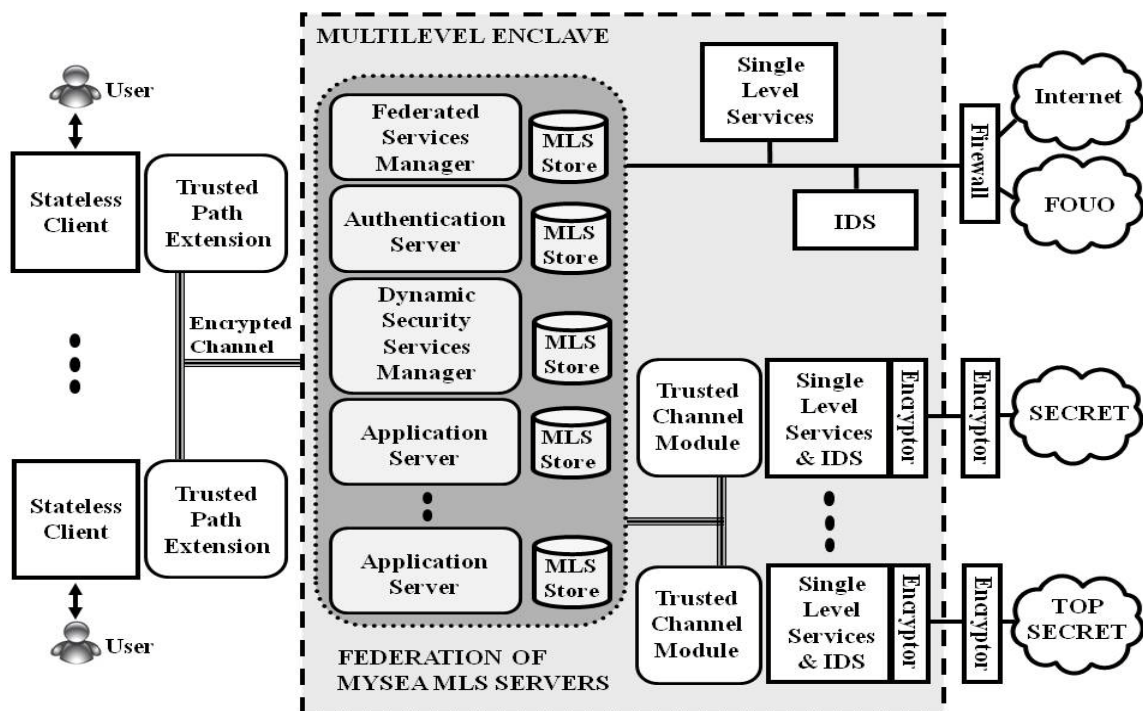 MULTILEVEL ENCLAVE
User
Stateless
Client
Trusted
Path
Extension
Encrypted
Channel
Stateless
Client
Trusted
Path
Extension
User
Federated
Services
Manager
MLS
Store
Authentication
Server
MLS
Store
Dynamic
Security
Services
Manager
MLS
Store
Application
Server
MLS
Store
Application
Server
MLS
Store
FEDERATION OF
MYSEA MLS SERVERS
Single
Level
Services
IDS
Firewall
Internet
FOUO
Trusted
Channel
Module
Single
Level
Services
& IDS
Encryptor
Encryptor
SECRET
Trusted
Channel
Module
Single
Level
Services
& IDS
Encryptor
Encryptor
TOP
SECRET